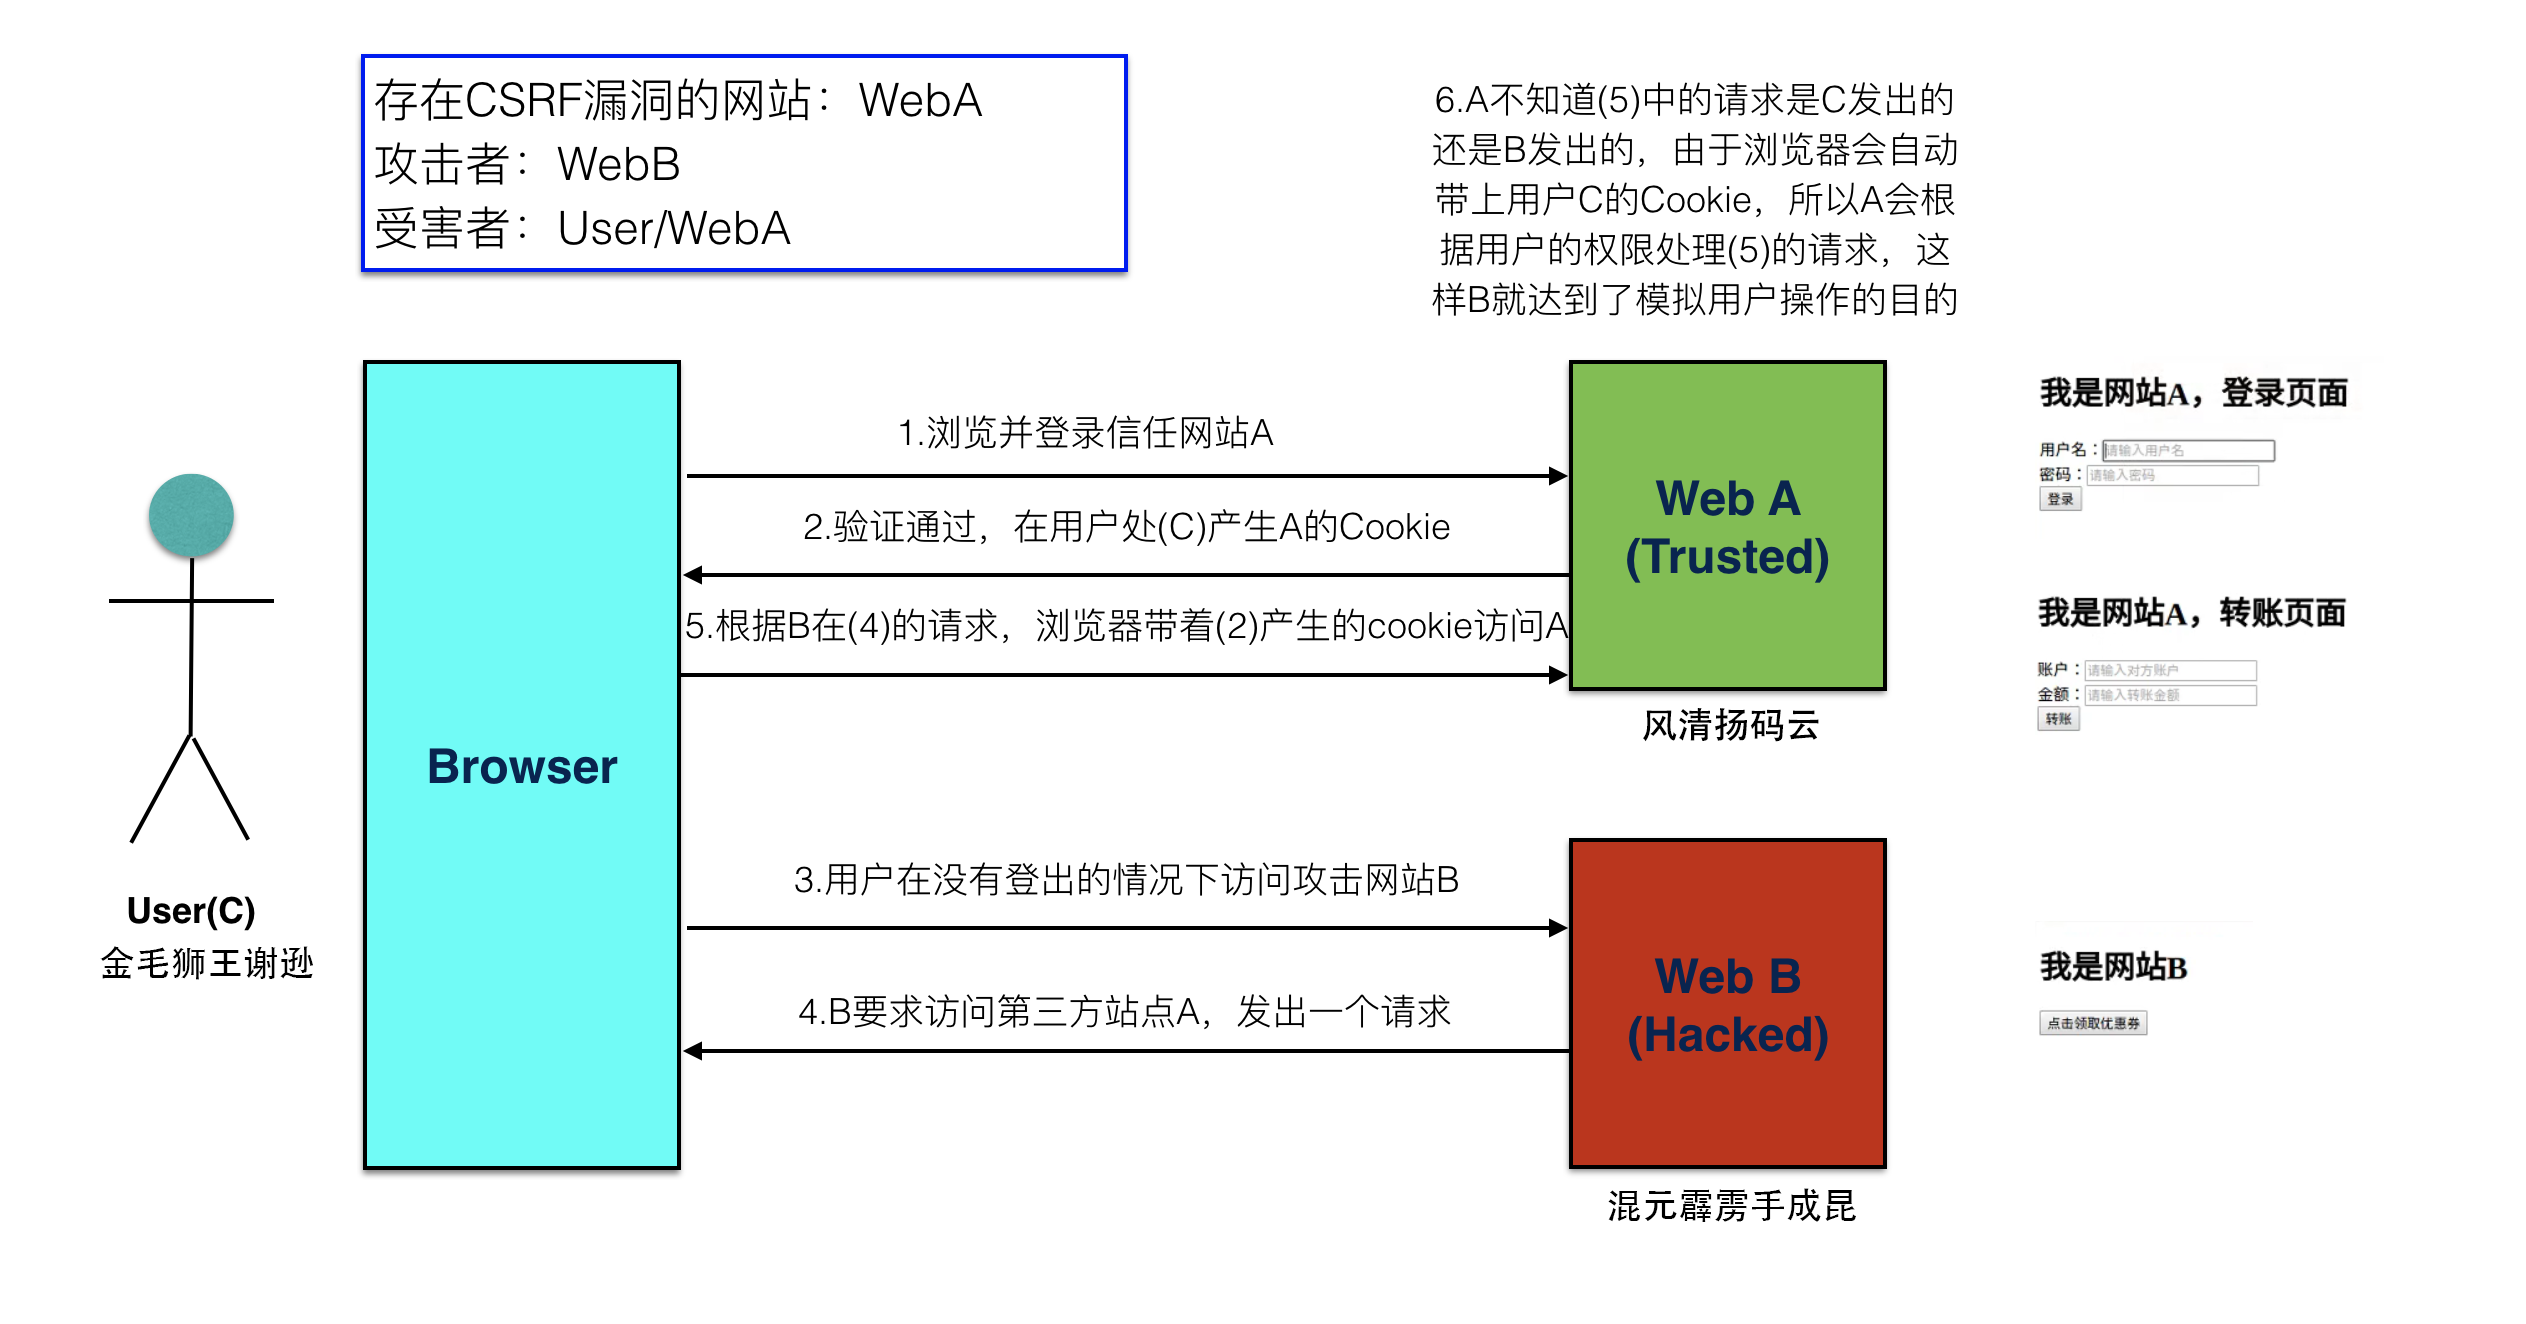 存在CSRF漏洞的网站：WebA
攻击者：WebB
受害者：User/WebA
6.A不知道(5)中的请求是C发出的
还是B发出的，由于浏览器会自动
带上用户C的Cookie，所以A会根
据用户的权限处理(5)的请求，这
样B就达到了模拟用户操作的目的
1.浏览并登录信任网站A
2.验证通过，在用户处(C)产生A的Cookie
5.根据B在(4)的请求，浏览器带着(2)产生的cookie访问A
Browser
3.用户在没有登出的情况下访问攻击网站B
4.B要求访问第三方站点A，发出一个请求
User(C)
金毛狮王谢逊
Web A
(Trusted)
风清扬码云
Web B
(Hacked)
混元霹雳手成昆
我是网站A，登录页面
用户名：请输入用户名
密码：请输入密码
登录
我是网站A，转账页面
账户：请输入对方账户
金额：请输入转账金额
转账
我是网站B
点击领取优惠券